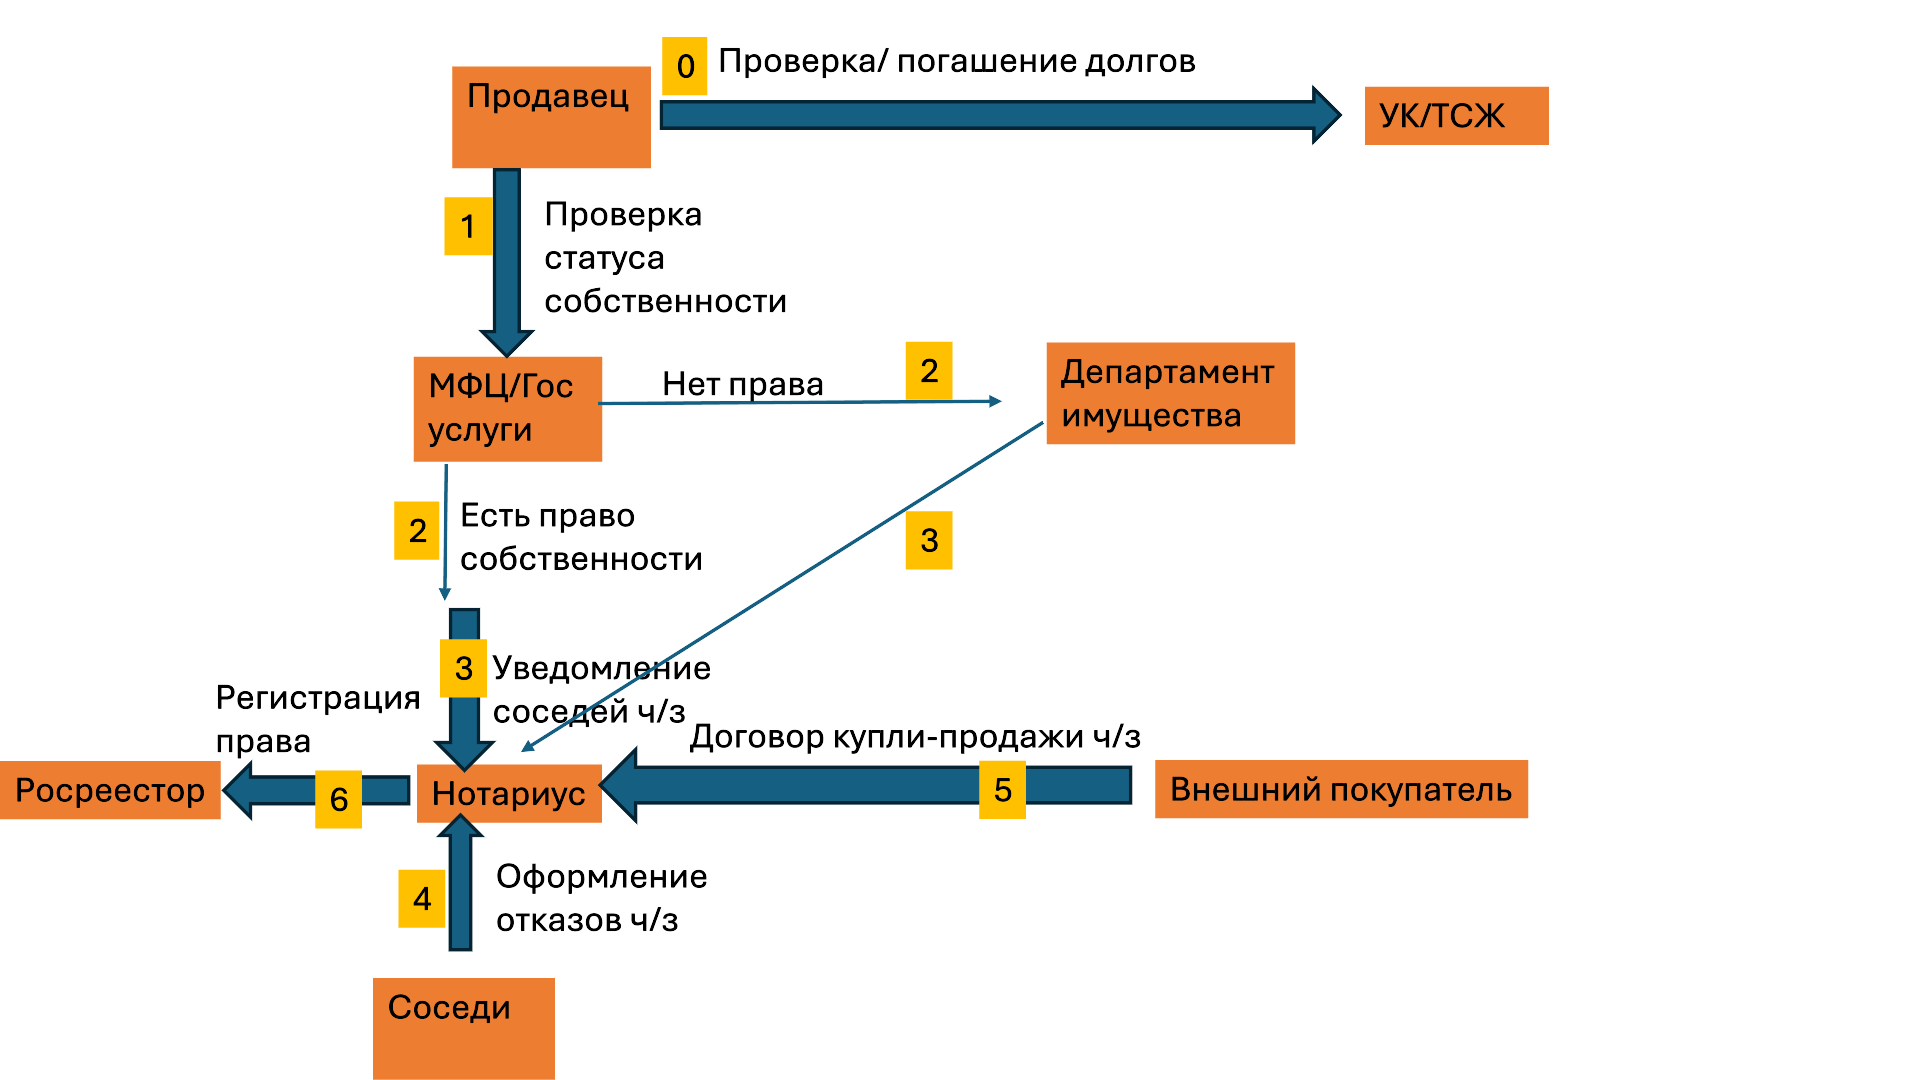 0
Проверка/ погашение долгов
Продавец
УК/ТСЖ
1
Проверка
статуса
собственности
МФЦ/Гос
услуги
Нет права
2
Департамент
имущества
2
Есть право
собственности
3
3
Уведомление
соседей ч/з
Регистрация
права
Договор купли-продажи ч/з
Росреестор
6
Нотариус
5
Внешний покупатель
4
Оформление
отказов ч/з
Соседи